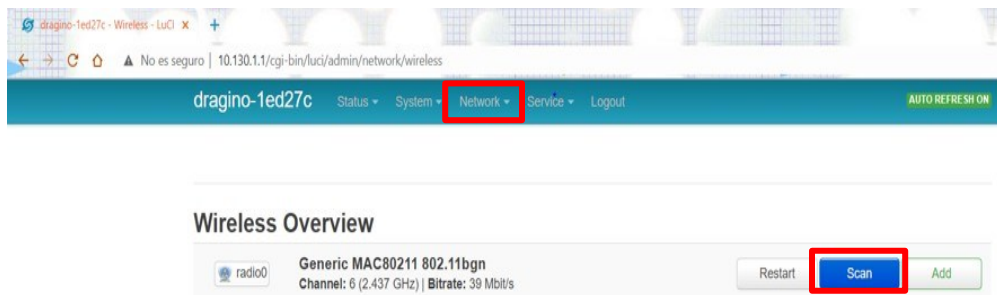 dragino-1ed27c - Wireless - LuCI
No es seguro | 10.130.1.1/cgi-bin/luci/admin/network/wireless
dragino-1ed27c Status System Network Service Logout AUTO REFRESH ON
Wireless Overview
radio0 Generic MAC80211 802.11bgn Restart Scan Add
Channel: 6 (2.437 GHz) | Bitrate: 39 Mbit/s